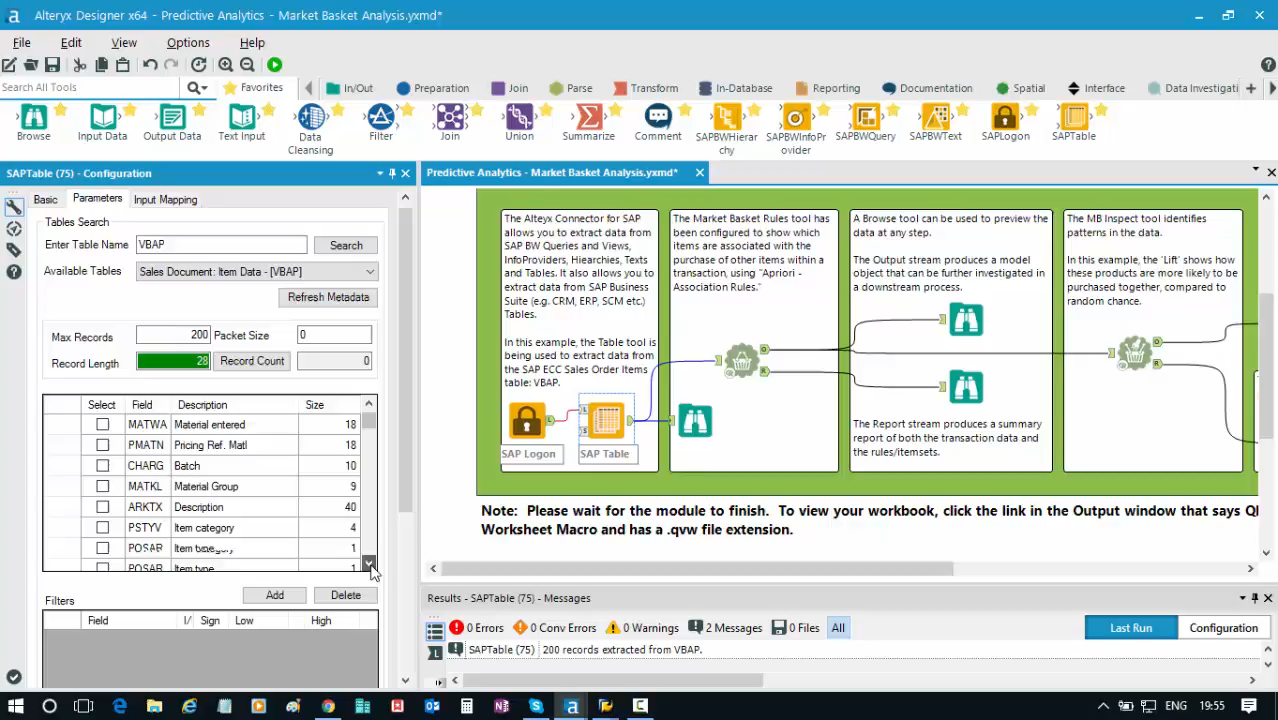 Alteryx Designer x64 - Predictive Analytics - Market Basket Analysis.yxmd*
File Edit View Options Help
Search All Tools Favorites In/Out Preparation Join Parse Transform In-Database Reporting Documentation Spatial Interface Data Investigati
Browse Input Data Output Data Text Input Data Cleansing Filter Join Union Summarize Comment SAPBWHierarchy SAPBWInfoProvider SAPBWQuery SAPBWText SAPLogon SAPTable
SAPTable (75) - Configuration
Basic Parameters Input Mapping
Tables Search
Enter Table Name VBAP Search
Available Tables Sales Document: Item Data - [VBAP]
Refresh Metadata
Max Records 200 Packet Size 0
Record Length 28 Record Count 0
Select Field Description Size
MATWA Material entered 18
PMATN Pricing Ref. Matl 18
CHARG Batch 10
MATKL Material Group 9
ARKTX Description 40
PSTYV Item category 4
POSAR Item category 1
POSAR Item type 1
Filters Add Delete
Field I/ Sign Low High
Predictive Analytics - Market Basket Analysis.yxmd*
The Alteyx Connector for SAP
allows you to extract data from
SAP BW Queries and Views,
InfoProviders, Hiearchies, Texts
and Tables. It also allows you to
extract data from SAP Business
Suite (e.g. CRM, ERP, SCM etc.)
Tables.
In this example, the Table tool is
being used to extract data from
the SAP ECC Sales Order Items
table: VBAP.
SAP Logon SAP Table
The Market Basket Rules tool has
been configured to show which
items are associated with the
purchase of other items within a
transaction, using "Apriori -
Association Rules."
A Browse tool can be used to preview the
data at any step.
The Output stream produces a model
object that can be further investigated in
a downstream process.
The Report stream produces a summary
report of both the transaction data and
the rules/itemsets.
The MB Inspect tool identifies
patterns in the data.
In this example, the 'Lift' shows how
these products are more likely to be
purchased together, compared to
random chance.
L L S O R O R
Note: Please wait for the module to finish. To view your workbook, click the link in the Output window that says Ql
Worksheet Macro and has a .qvw file extension.
Results - SAPTable (75) - Messages
0 Errors 0 Conv Errors 0 Warnings 2 Messages 0 Files All Last Run Configuration
SAPTable (75) 200 records extracted from VBAP.
ENG 19:55